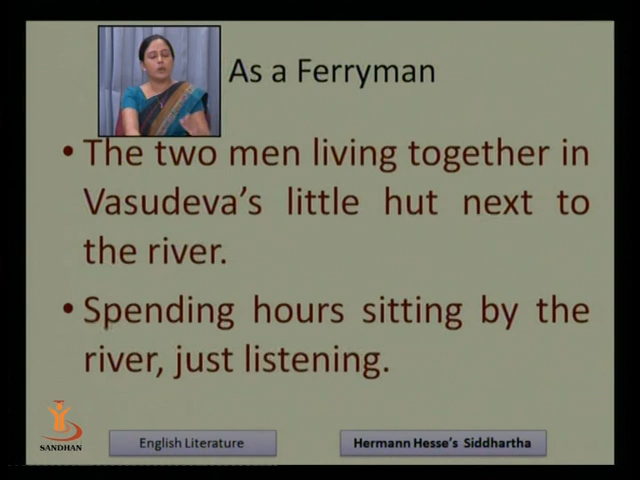 As a Ferryman
• The two men living together in
Vasudeva's little hut next to
the river.
• Spending hours sitting by the
river, just listening.
SANDHAN
English Literature
Hermann Hesse's Siddhartha